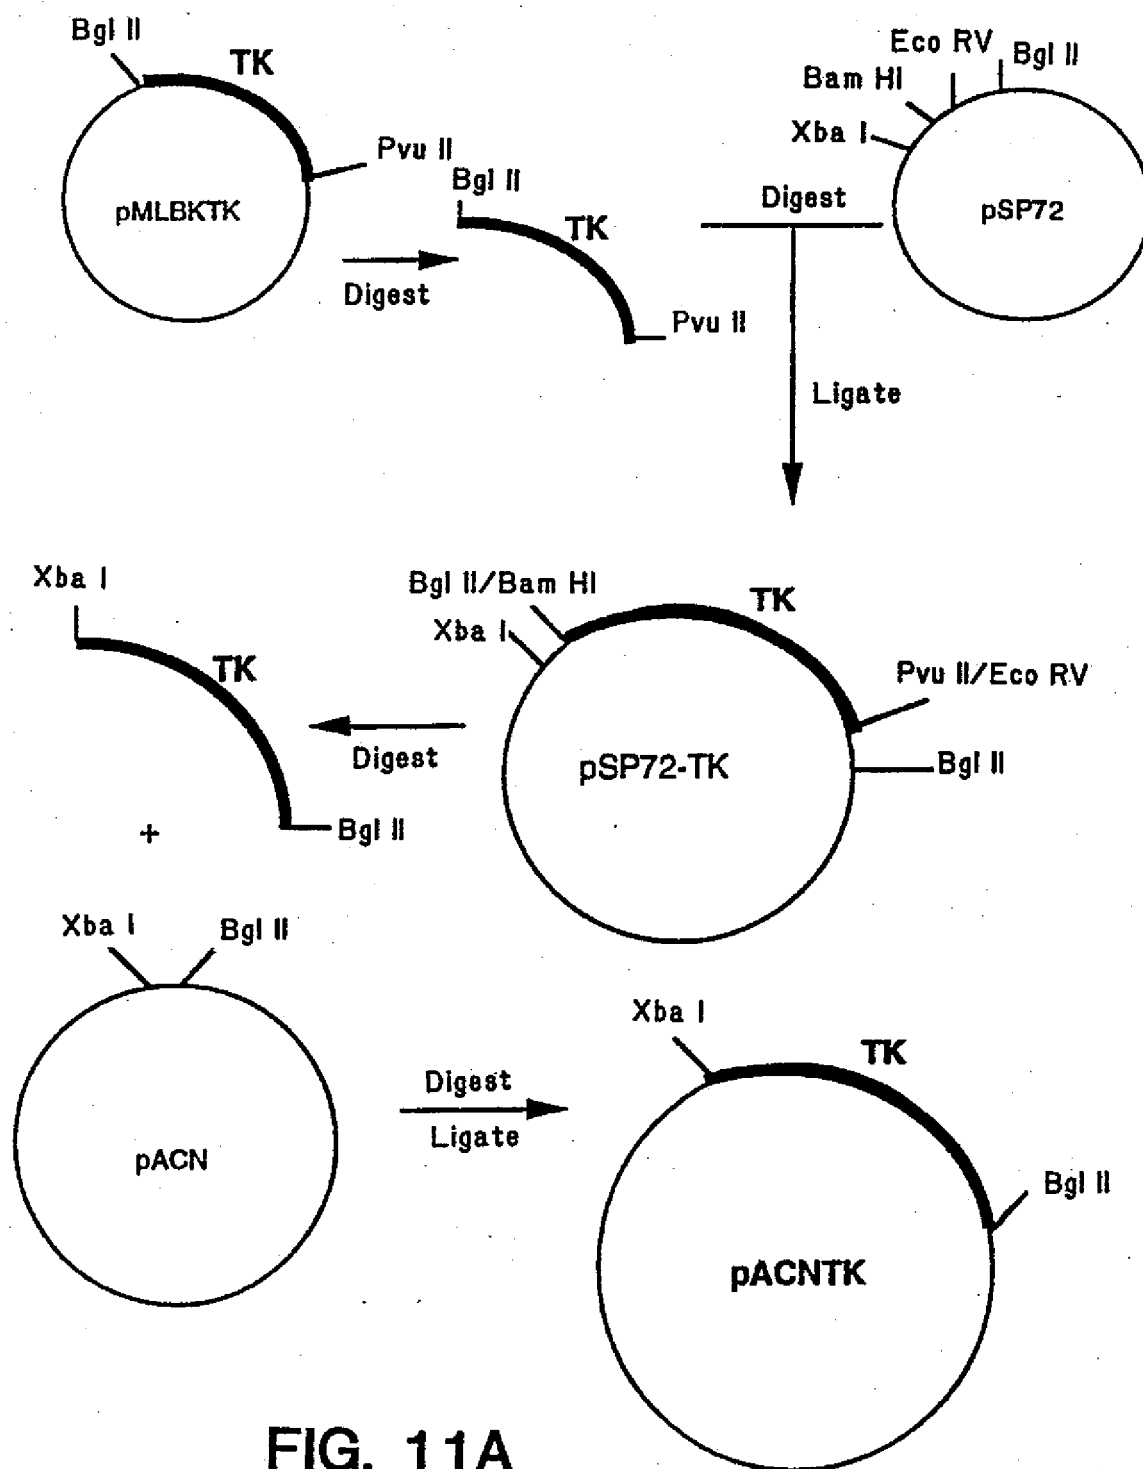 Bgl II
TK
Pvu II
pMLBKTK
Digest
Bgl II
TK
Pvu II
Eco RV
Bgl II
Bam HI
Xba I
pSP72
Digest
Ligate
Bgl II/Bam HI
Xba I
TK
Pvu II/Eco RV
Bgl II
pSP72-TK
Digest
Xba I
TK
Bgl II
+
Xba I
Bgl II
pACN
Digest
Ligate
Xba I
TK
Bgl II
pACNTK
FIG. 11A